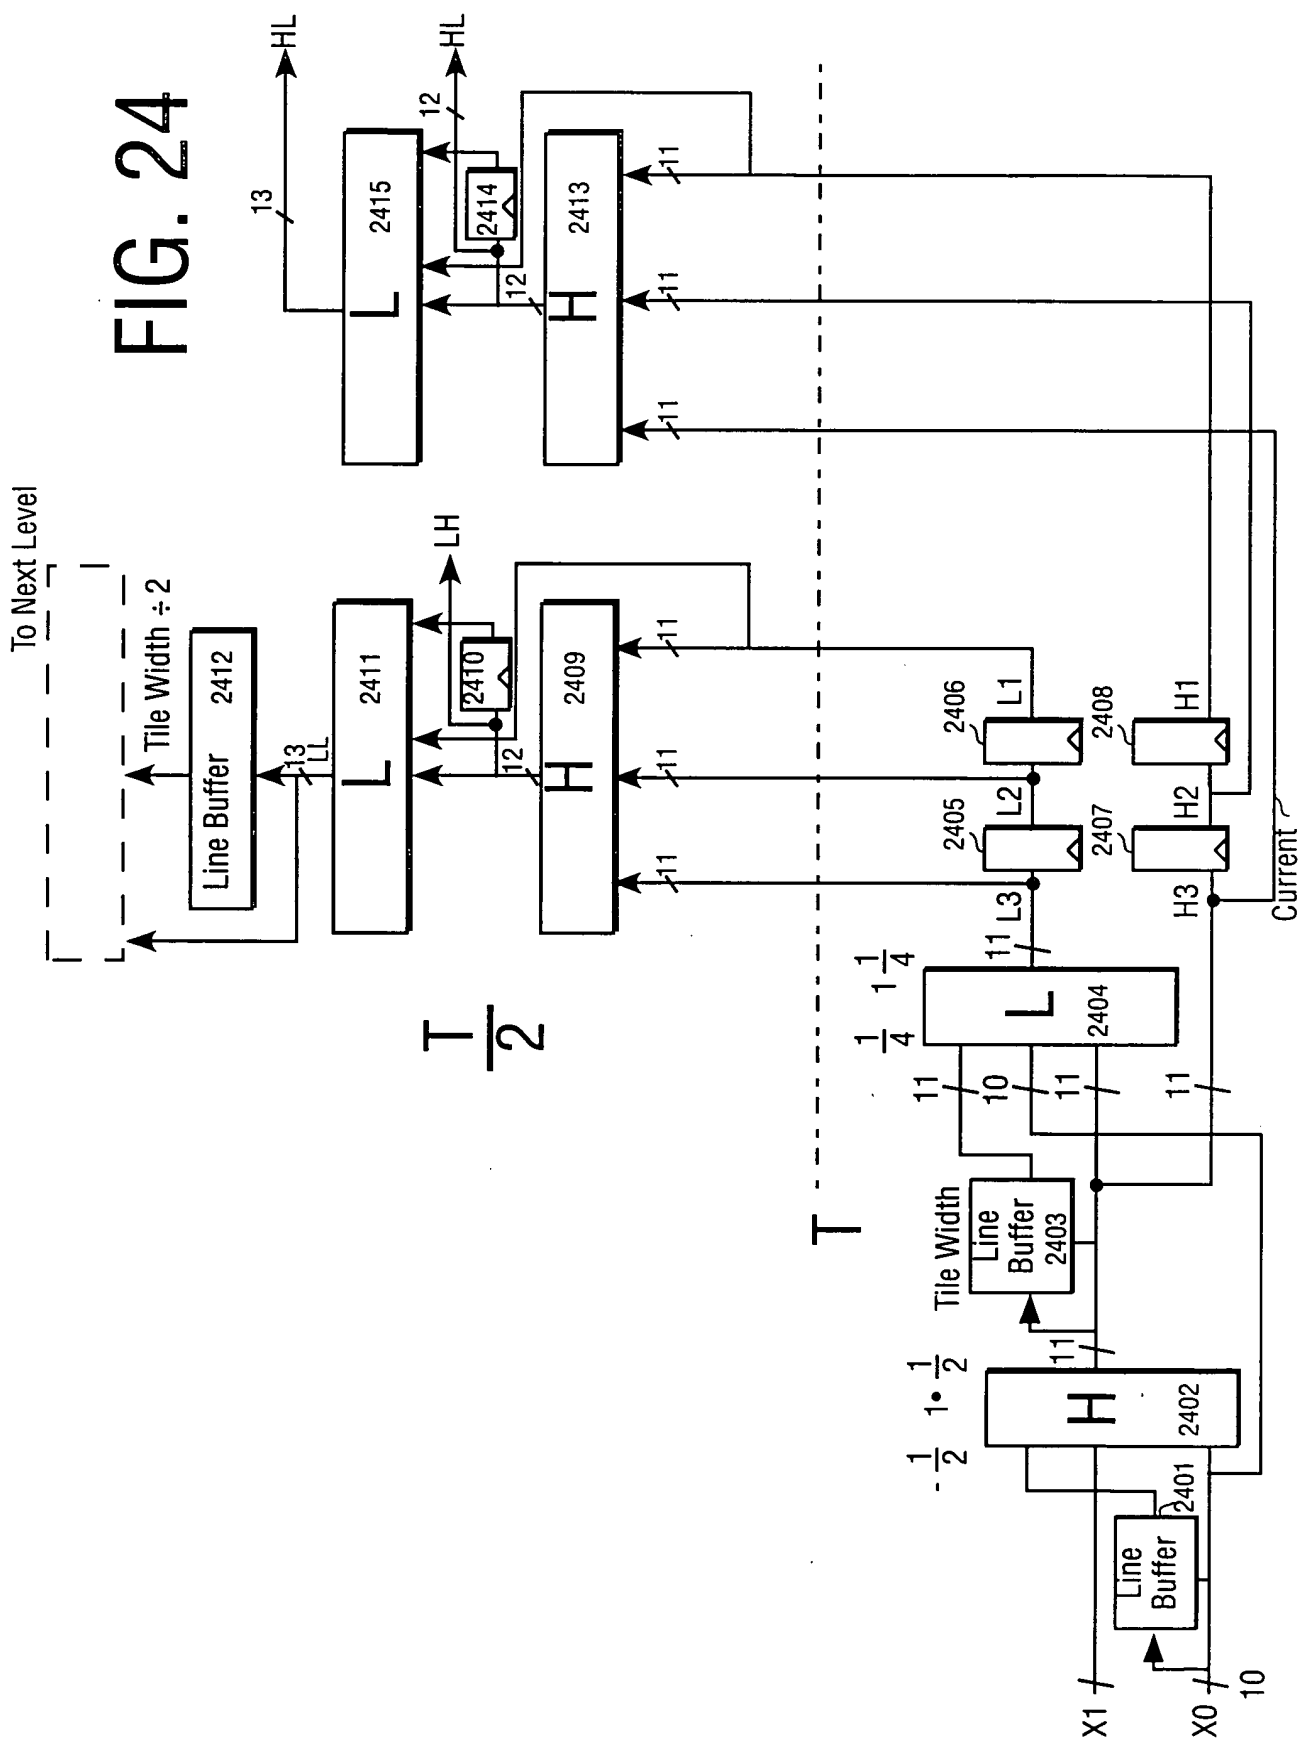 FIG. 24
To Next Level
Tile Width ÷ 2
Line Buffer 2412
13
LL
L 2411
LH
2410
12
H 2409
11
11
11
HL
13
HL
12
L 2415
2414
12
H 2413
11
11
11
T
2
T
X1
X0
10
Line
Buffer
2401
- 1/2
1• 1/2
H
2402
11
Tile Width
Line
Buffer
2403
11
10
11
11
1/4
1 1/4
L
2404
11
L3
2405
L2
2406
L1
H3
2407
H2
2408
H1
Current